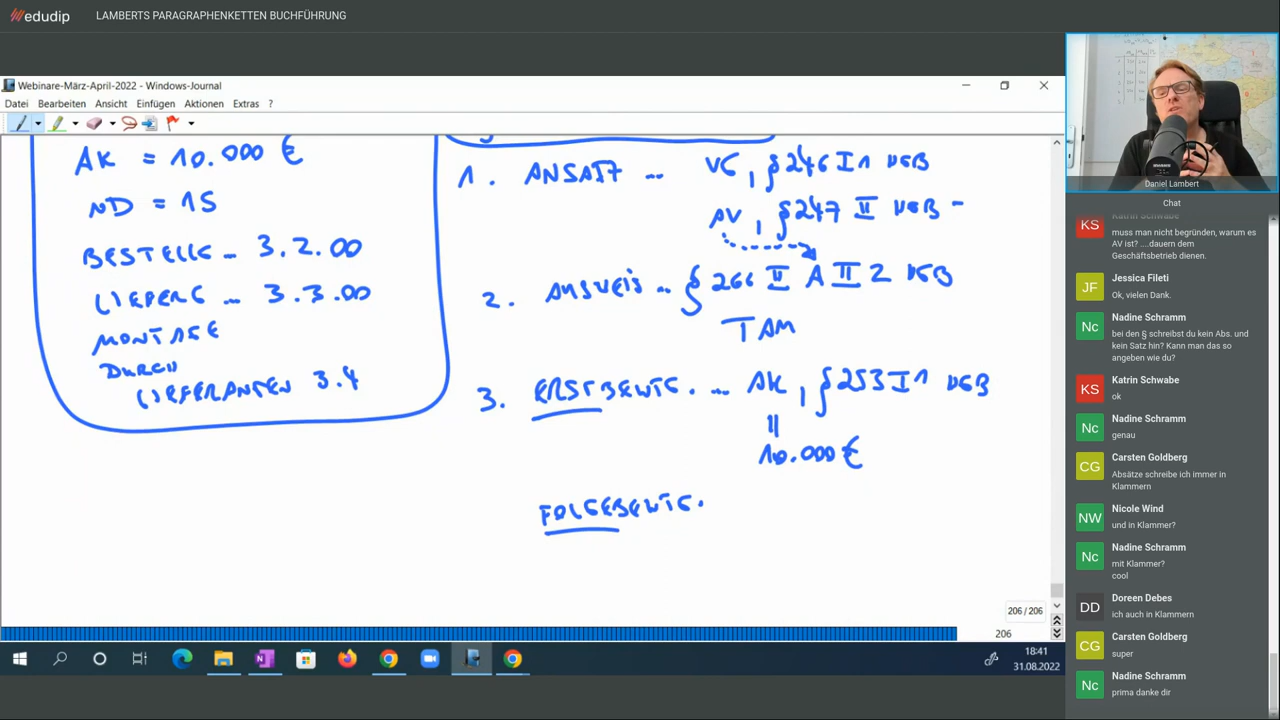 edudip
LAMBERTS PARAGRAPHENKETTEN BUCHFÜHRUNG
Webinare-März-April-2022 - Windows-Journal
Datei Bearbeiten Ansicht Einfügen Aktionen Extras ?
AK = 10.000 €
ND = 15
BESTELLG _ 3.2.00
LIEFERG ... 3.3.00
MONTAGE
DURCH
LIEFERANTEN 3.4
1. ANSATZ ... VG, § 246 I 1 HGB
AV, § 247 II HGB -
2. AUSWEIS ... § 266 II A II 2 HGB
TAM
3. ERSTBEWTG. ... AK, § 253 I 1 HGB
10.000 €
FOLGEBEWTG.
206 / 206
206
18:41
31.08.2022
Daniel Lambert
Chat
KS Katrin Schwabe
muss man nicht begründen, warum es
AV ist? ....dauern dem
Geschäftsbetrieb dienen.
JF Jessica Fileti
Ok, vielen Dank.
Nc Nadine Schramm
bei den § schreibst du kein Abs. und
kein Satz hin? Kann man das so
angeben wie du?
KS Katrin Schwabe
ok
Nc Nadine Schramm
genau
CG Carsten Goldberg
Absätze schreibe ich immer in
Klammern
NW Nicole Wind
und in Klammer?
Nc Nadine Schramm
mit Klammer?
cool
DD Doreen Debes
ich auch in Klammern
CG Carsten Goldberg
super
Nc Nadine Schramm
prima danke dir